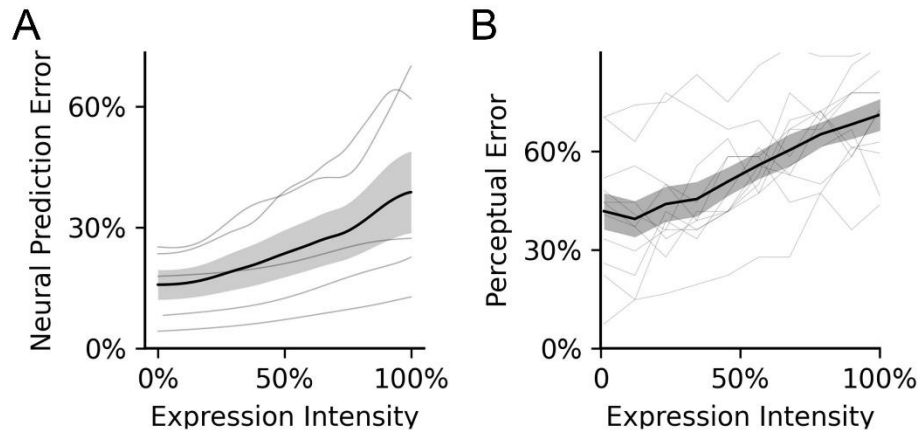 A
Neural Prediction Error
60%
30%
0%
0%
50%
100%
Expression Intensity
B
Perceptual Error
60%
30%
0%
0
50%
100%
Expression Intensity